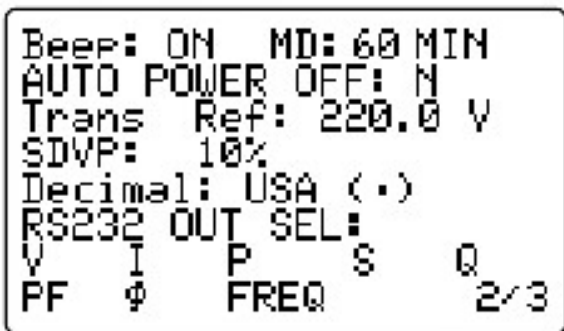 Beep: ON MD: 60 MIN
AUTO POWER OFF: N
Trans Ref: 220.0 V
SDVP: 10%
Decimal: USA (.)
RS232 OUT SEL:
V I P S Q
PF Φ FREQ 2/3